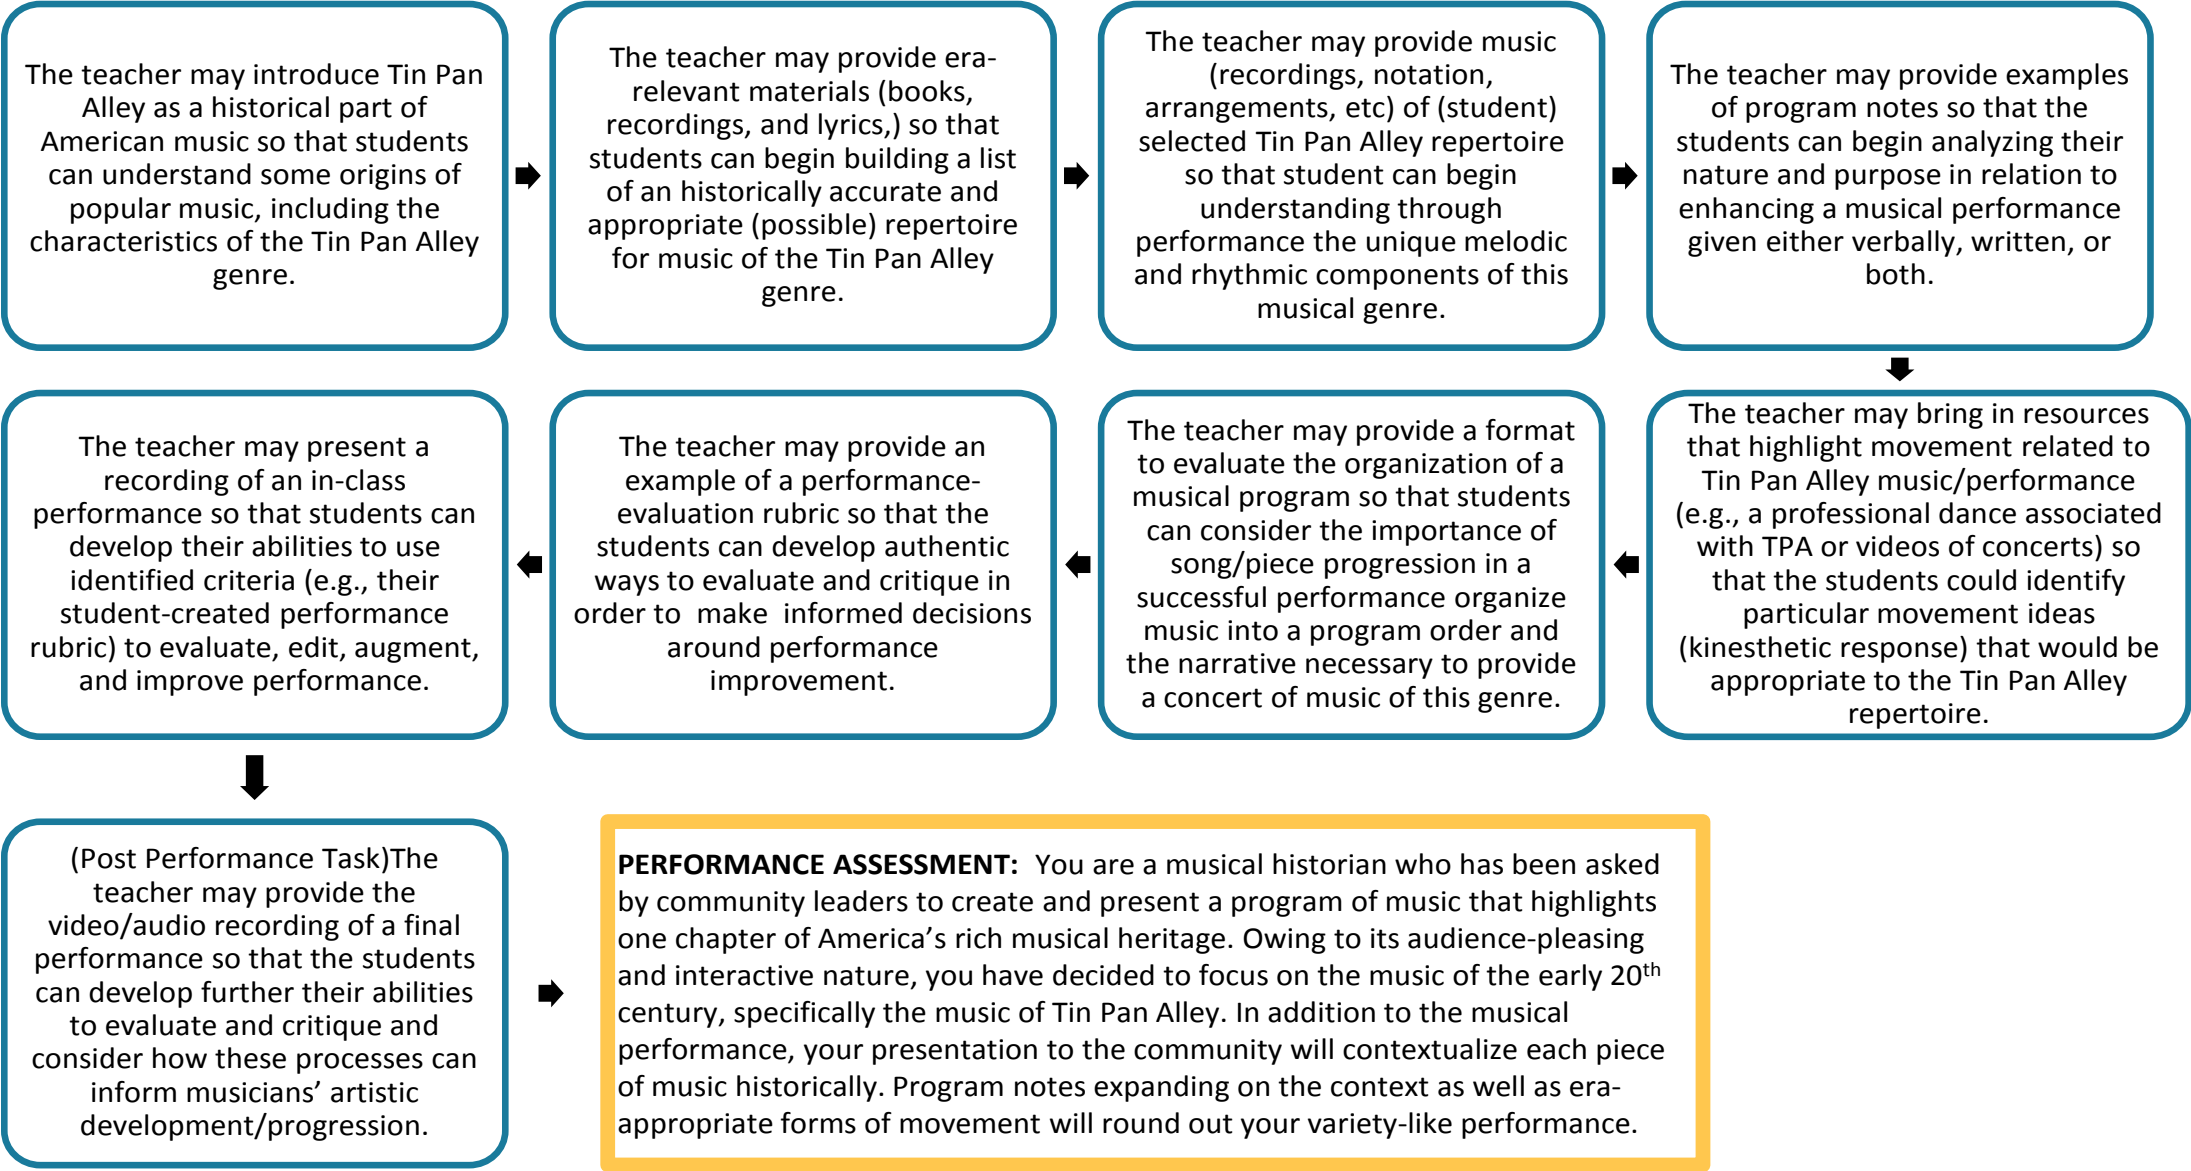 The teacher may introduce Tin Pan
Alley as a historical part of
American music so that students
can understand some origins of
popular music, including the
characteristics of the Tin Pan Alley
genre.
The teacher may provide era-
relevant materials (books,
recordings, and lyrics,) so that
students can begin building a list
of an historically accurate and
appropriate (possible) repertoire
for music of the Tin Pan Alley
genre.
The teacher may provide music
(recordings, notation,
arrangements, etc) of (student)
selected Tin Pan Alley repertoire
so that student can begin
understanding through
performance the unique melodic
and rhythmic components of this
musical genre.
The teacher may provide examples
of program notes so that the
students can begin analyzing their
nature and purpose in relation to
enhancing a musical performance
given either verbally, written, or
both.
The teacher may bring in resources
that highlight movement related to
Tin Pan Alley music/performance
(e.g., a professional dance associated
with TPA or videos of concerts) so
that the students could identify
particular movement ideas
(kinesthetic response) that would be
appropriate to the Tin Pan Alley
repertoire.
The teacher may provide a format
to evaluate the organization of a
musical program so that students
can consider the importance of
song/piece progression in a
successful performance organize
music into a program order and
the narrative necessary to provide
a concert of music of this genre.
The teacher may provide an
example of a performance-
evaluation rubric so that the
students can develop authentic
ways to evaluate and critique in
order to  make  informed decisions
around performance
improvement.
The teacher may present a
recording of an in-class
performance so that students can
develop their abilities to use
identified criteria (e.g., their
student-created performance
rubric) to evaluate, edit, augment,
and improve performance.
(Post Performance Task)The
teacher may provide the
video/audio recording of a final
performance so that the students
can develop further their abilities
to evaluate and critique and
consider how these processes can
inform musicians’ artistic
development/progression.
PERFORMANCE ASSESSMENT:  You are a musical historian who has been asked
by community leaders to create and present a program of music that highlights
one chapter of America’s rich musical heritage. Owing to its audience-pleasing
and interactive nature, you have decided to focus on the music of the early 20th
century, specifically the music of Tin Pan Alley. In addition to the musical
performance, your presentation to the community will contextualize each piece
of music historically. Program notes expanding on the context as well as era-
appropriate forms of movement will round out your variety-like performance.